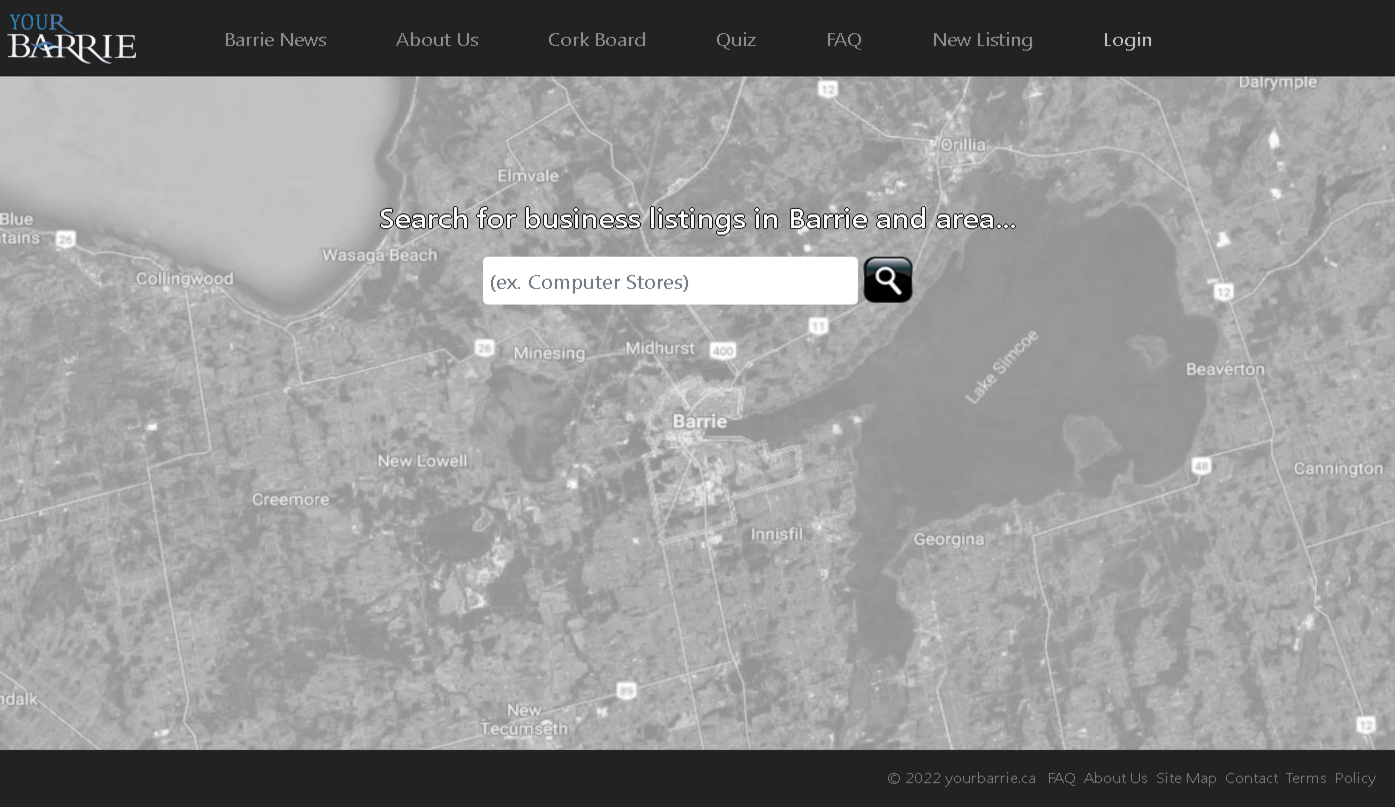 YOUR
BARRIE
Barrie News About Us Cork Board Quiz FAQ New Listing Login
Dalrymple
12
Orillia
Elmvale
Blue
tains
26
Search for business listings in Barrie and area...
Wasaga Beach
Collingwood
(ex. Computer Stores)
12
11
26
Minesing
Midhurst
400
Lake Simcoe
Beaverton
Barrie
New Lowell
48
Cannington
Creemore
Innisfil
Georgina
ndalk
89
New
Tecumseth
12
© 2022 yourbarrie.ca FAQ About Us Site Map Contact Terms Policy